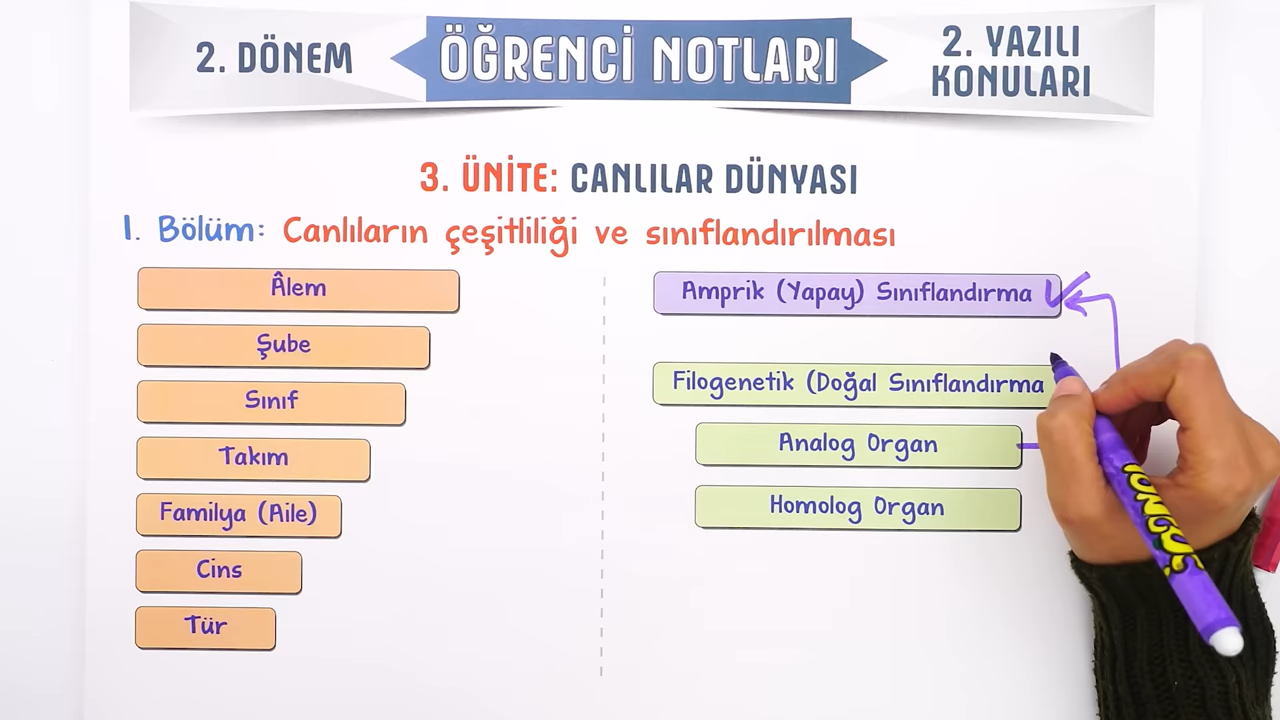 2. DÖNEM
ÖĞRENCİ NOTLARI
2. YAZILI
KONULARI
3. ÜNİTE: CANLILAR DÜNYASI
1. Bölüm: Canlıların çeşitliliği ve sınıflandırılması
Âlem
Şube
Sınıf
Takım
Familya (Aile)
Cins
Tür
Amprik (Yapay) Sınıflandırma
Filogenetik (Doğal Sınıflandırma
Analog Organ
Homolog Organ
TONGUÇ